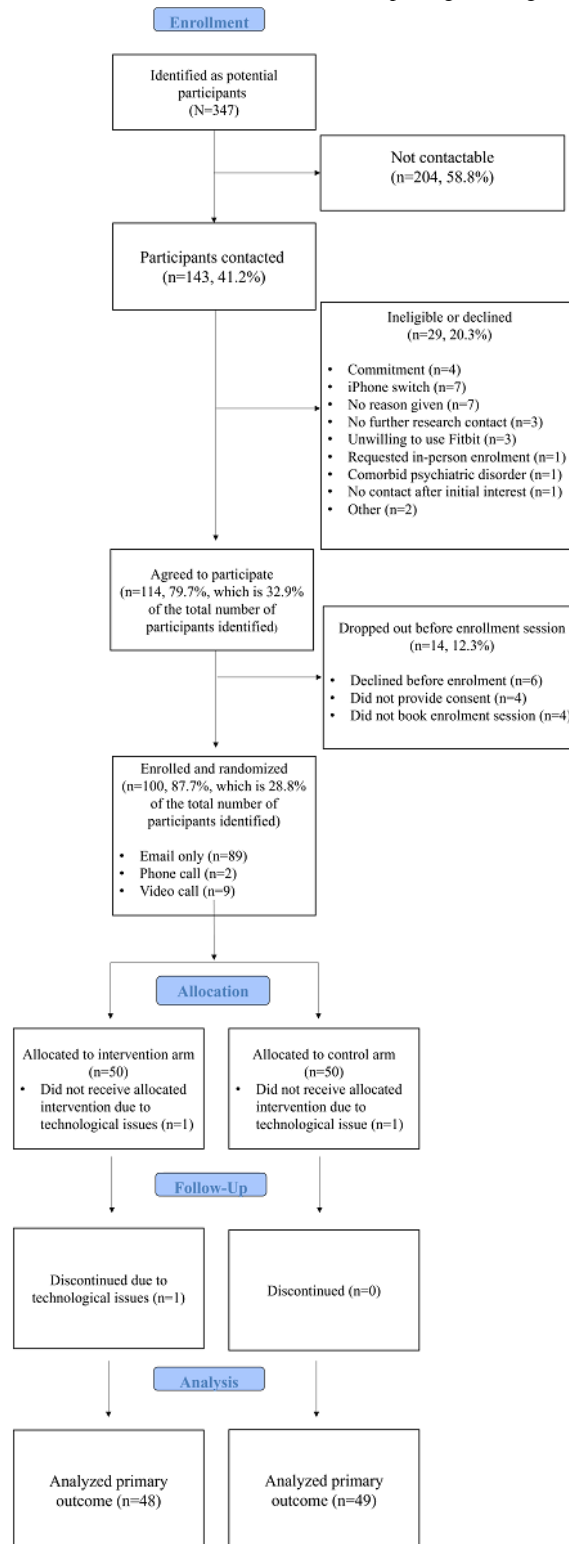 Enrollment
Identified as potential
participants
(N=347)
Not contactable
(n=204, 58.8%)
Participants contacted
(n=143, 41.2%)
Ineligible or declined
(n=29, 20.3%)
• Commitment (n=4)
• iPhone switch (n=7)
• No reason given (n=7)
• No further research contact (n=3)
• Unwilling to use Fitbit (n=3)
• Requested in-person enrolment (n=1)
• Comorbid psychiatric disorder (n=1)
• No contact after initial interest (n=1)
• Other (n=2)
Agreed to participate
(n=114, 79.7%, which is 32.9%
of the total number of
participants identified)
Dropped out before enrollment session
(n=14, 12.3%)
• Declined before enrolment (n=6)
• Did not provide consent (n=4)
• Did not book enrolment session (n=4)
Enrolled and randomized
(n=100, 87.7%, which is 28.8%
of the total number of
participants identified)
• Email only (n=89)
• Phone call (n=2)
• Video call (n=9)
Allocation
Allocated to intervention arm
(n=50)
• Did not receive allocated
intervention due to
technological issues (n=1)
Allocated to control arm
(n=50)
• Did not receive allocated
intervention due to
technological issue (n=1)
Follow-Up
Discontinued due to
technological issues (n=1)
Discontinued (n=0)
Analysis
Analyzed primary
outcome (n=48)
Analyzed primary
outcome (n=49)